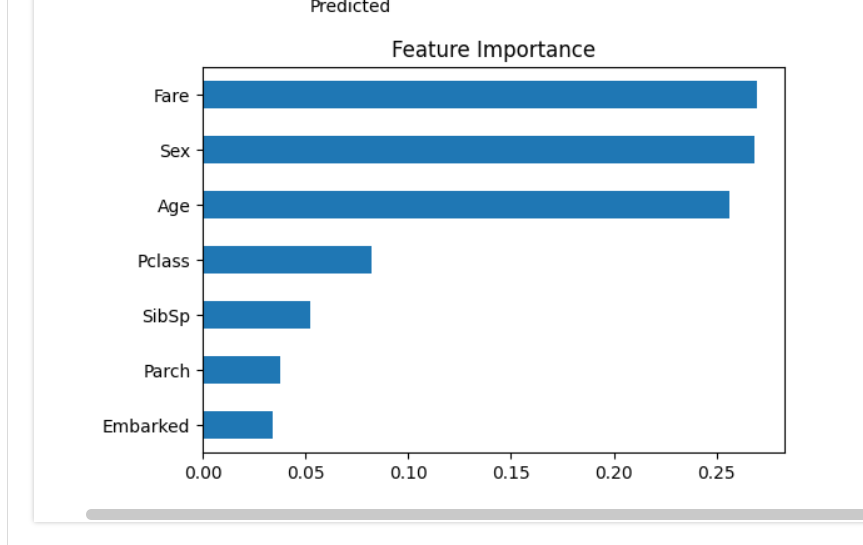 Predicted
Feature Importance
Fare
Sex
Age
Pclass
SibSp
Parch
Embarked
0.00 0.05 0.10 0.15 0.20 0.25